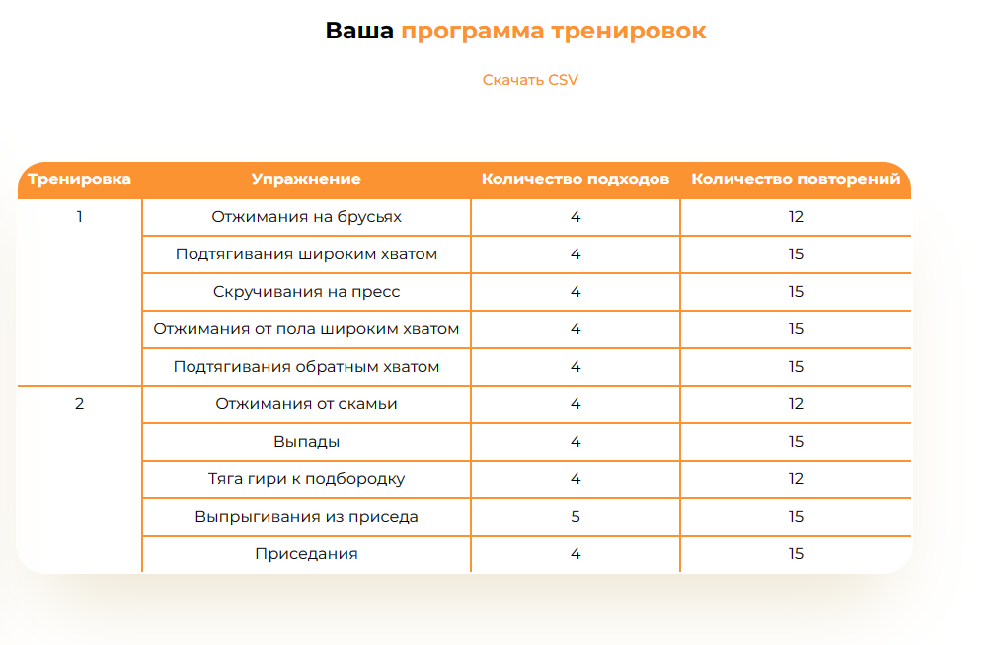 Ваша программа тренировок
Скачать CSV
Тренировка Упражнение Количество подходов Количество повторений
1 Отжимания на брусьях 4 12
Подтягивания широким хватом 4 15
Скручивания на пресс 4 15
Отжимания от пола широким хватом 4 15
Подтягивания обратным хватом 4 15
2 Отжимания от скамьи 4 12
Выпады 4 15
Тяга гири к подбородку 4 12
Выпрыгивания из приседа 5 15
Приседания 4 15